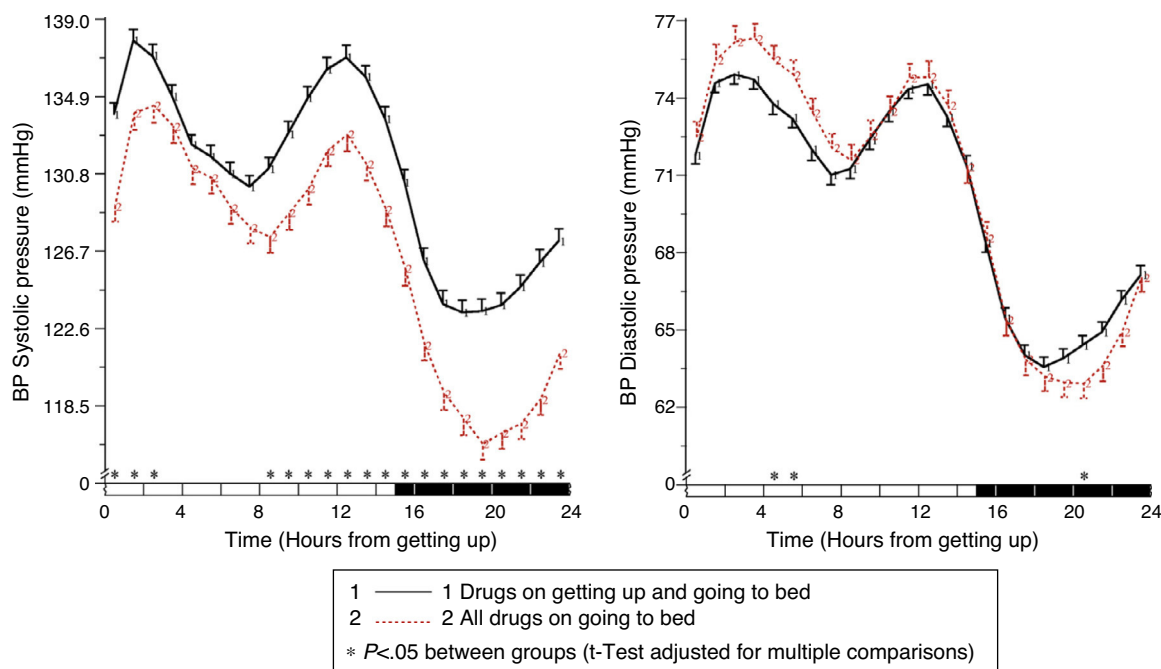 BP Systolic pressure (mmHg)
139.0
134.9
130.8
126.7
122.6
118.5
0
* * * * * * * * * * * * * * * * * * *
0 4 8 12 16 20 24
Time (Hours from getting up)
BP Diastolic pressure (mmHg)
77
74
71
68
65
62
0
* * *
0 4 8 12 16 20 24
Time (Hours from getting up)
1 1 Drugs on getting up and going to bed
2 2 All drugs on going to bed
* P<.05 between groups (t-Test adjusted for multiple comparisons)